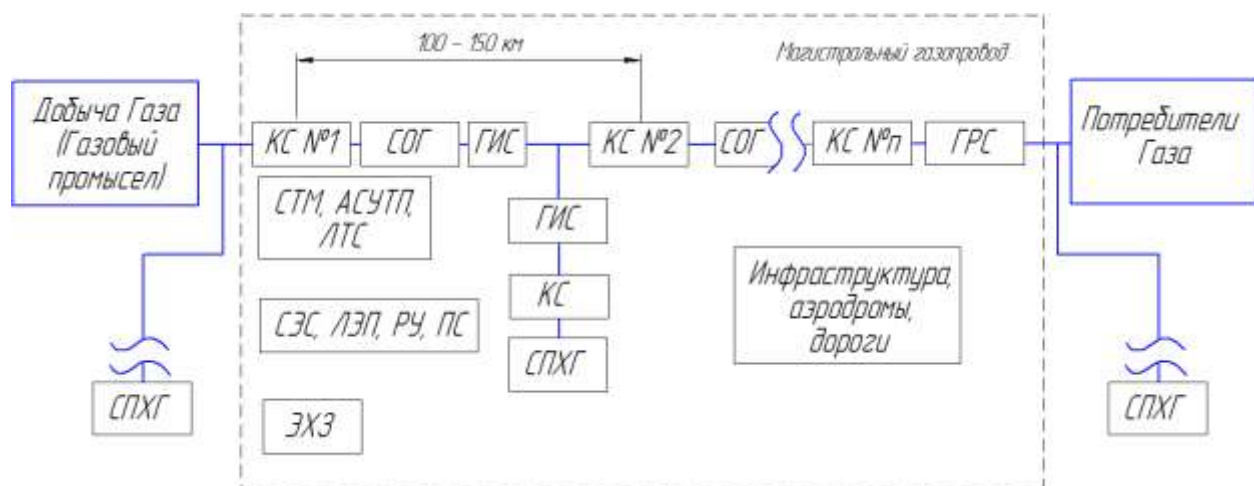 100 – 150 км
Магистральный газопровод
Добыча Газа
(Газовый
промысел)
КС №1
СОГ
ГИС
КС №2
СОГ
КС №п
ГРС
Потребители
Газа
СТМ, АСУТП,
ЛТС
ГИС
КС
СПХГ
Инфраструктура,
аэродромы,
дороги
СЭС, ЛЭП, РУ, ПС
СПХГ
ЭХЗ
СПХГ